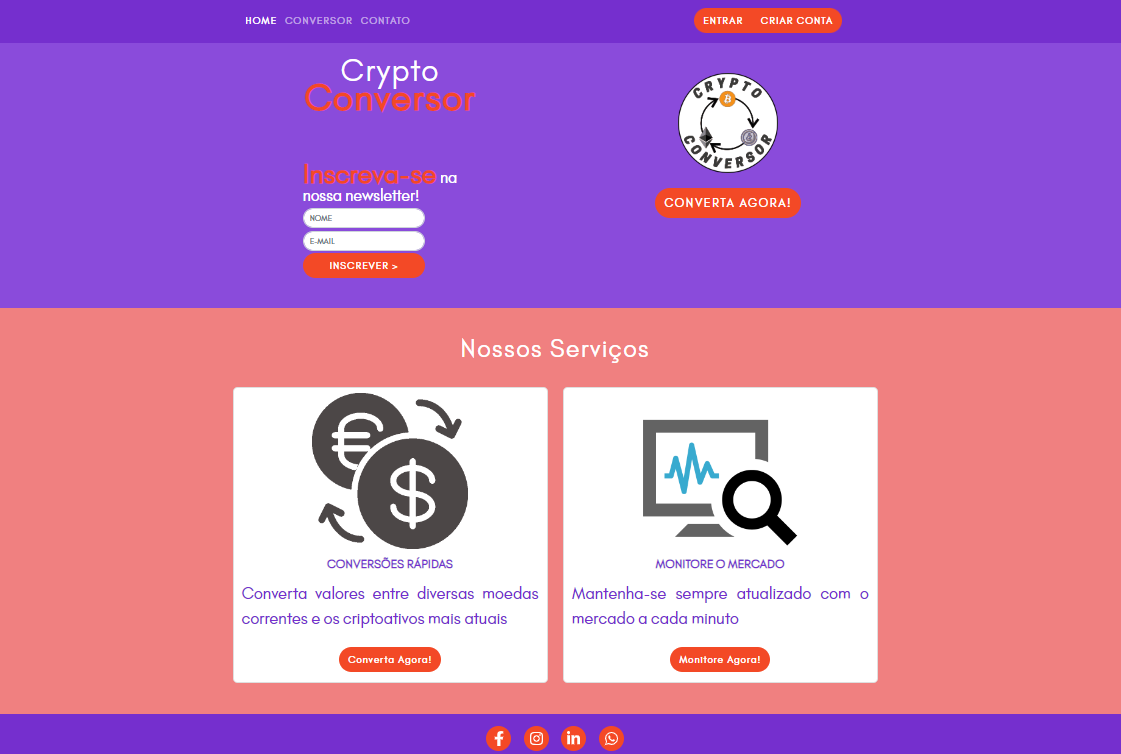 HOME CONVERSOR CONTATO ENTRAR CRIAR CONTA
Crypto
Conversor
CRYPTO
CONVERSOR
Inscreva-se na
nossa newsletter!
NOME
E-MAIL
INSCREVER >
CONVERTA AGORA!
Nossos Serviços
CONVERSÕES RÁPIDAS
Converta valores entre diversas moedas
correntes e os criptoativos mais atuais
Converta Agora!
MONITORE O MERCADO
Mantenha-se sempre atualizado com o
mercado a cada minuto
Monitore Agora!